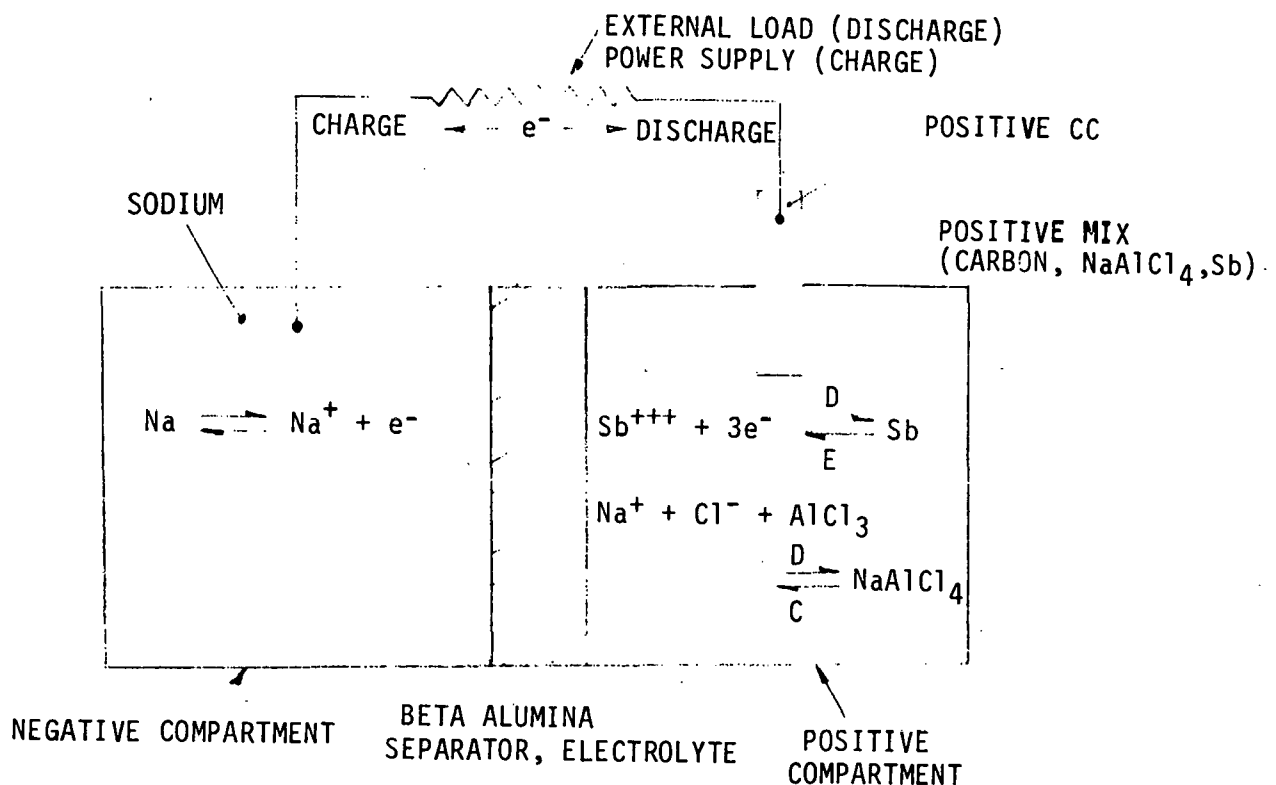 EXTERNAL LOAD (DISCHARGE)
POWER SUPPLY (CHARGE)
CHARGE ← e⁻ → DISCHARGE
POSITIVE CC
SODIUM
POSITIVE MIX
(CARBON, NaAlCl₄,Sb)
Na ⇌ Na⁺ + e⁻
D
Sb⁺⁺⁺ + 3e⁻ ⇌ Sb
E
Na⁺ + Cl⁻ + AlCl₃
D
⇌ NaAlCl₄
C
NEGATIVE COMPARTMENT
BETA ALUMINA
SEPARATOR, ELECTROLYTE
POSITIVE
COMPARTMENT